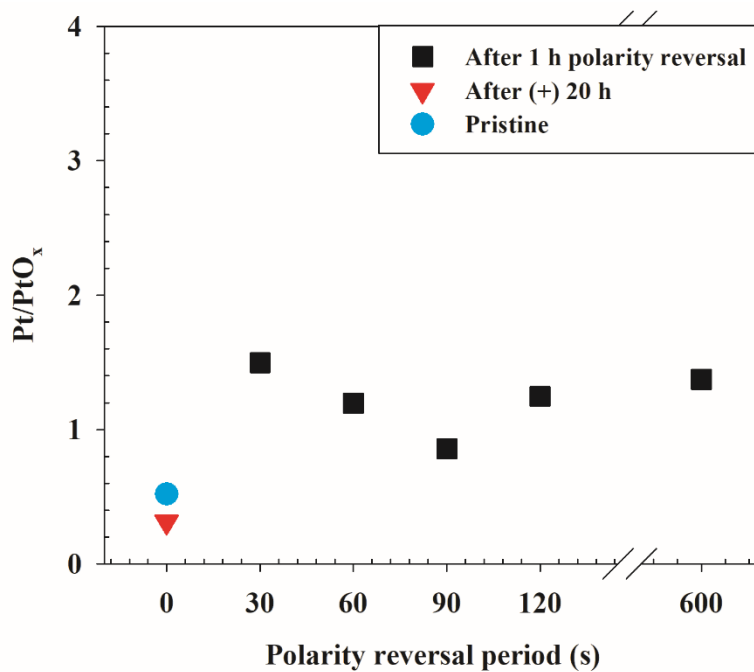 4
After 1 h polarity reversal
After (+) 20 h
Pristine
3
2
1
0
Pt/PtOₓ
0 30 60 90 120 600
Polarity reversal period (s)